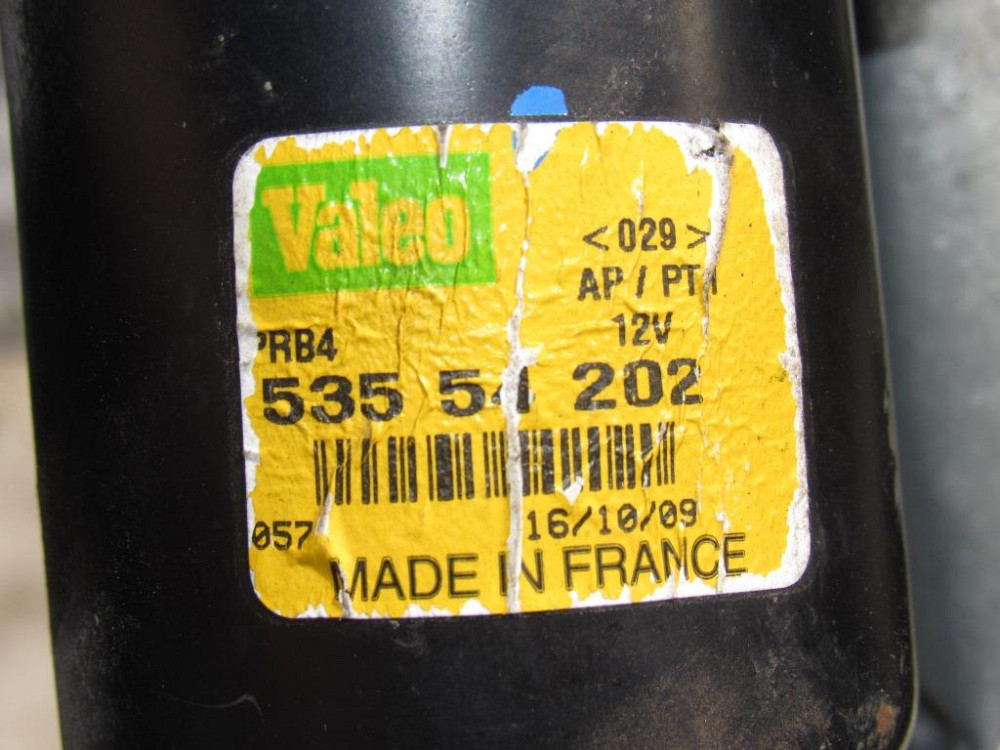 Valeo
<029>
AP / PT
12V
PRB4
535 54 202
057
16/10/09
MADE IN FRANCE